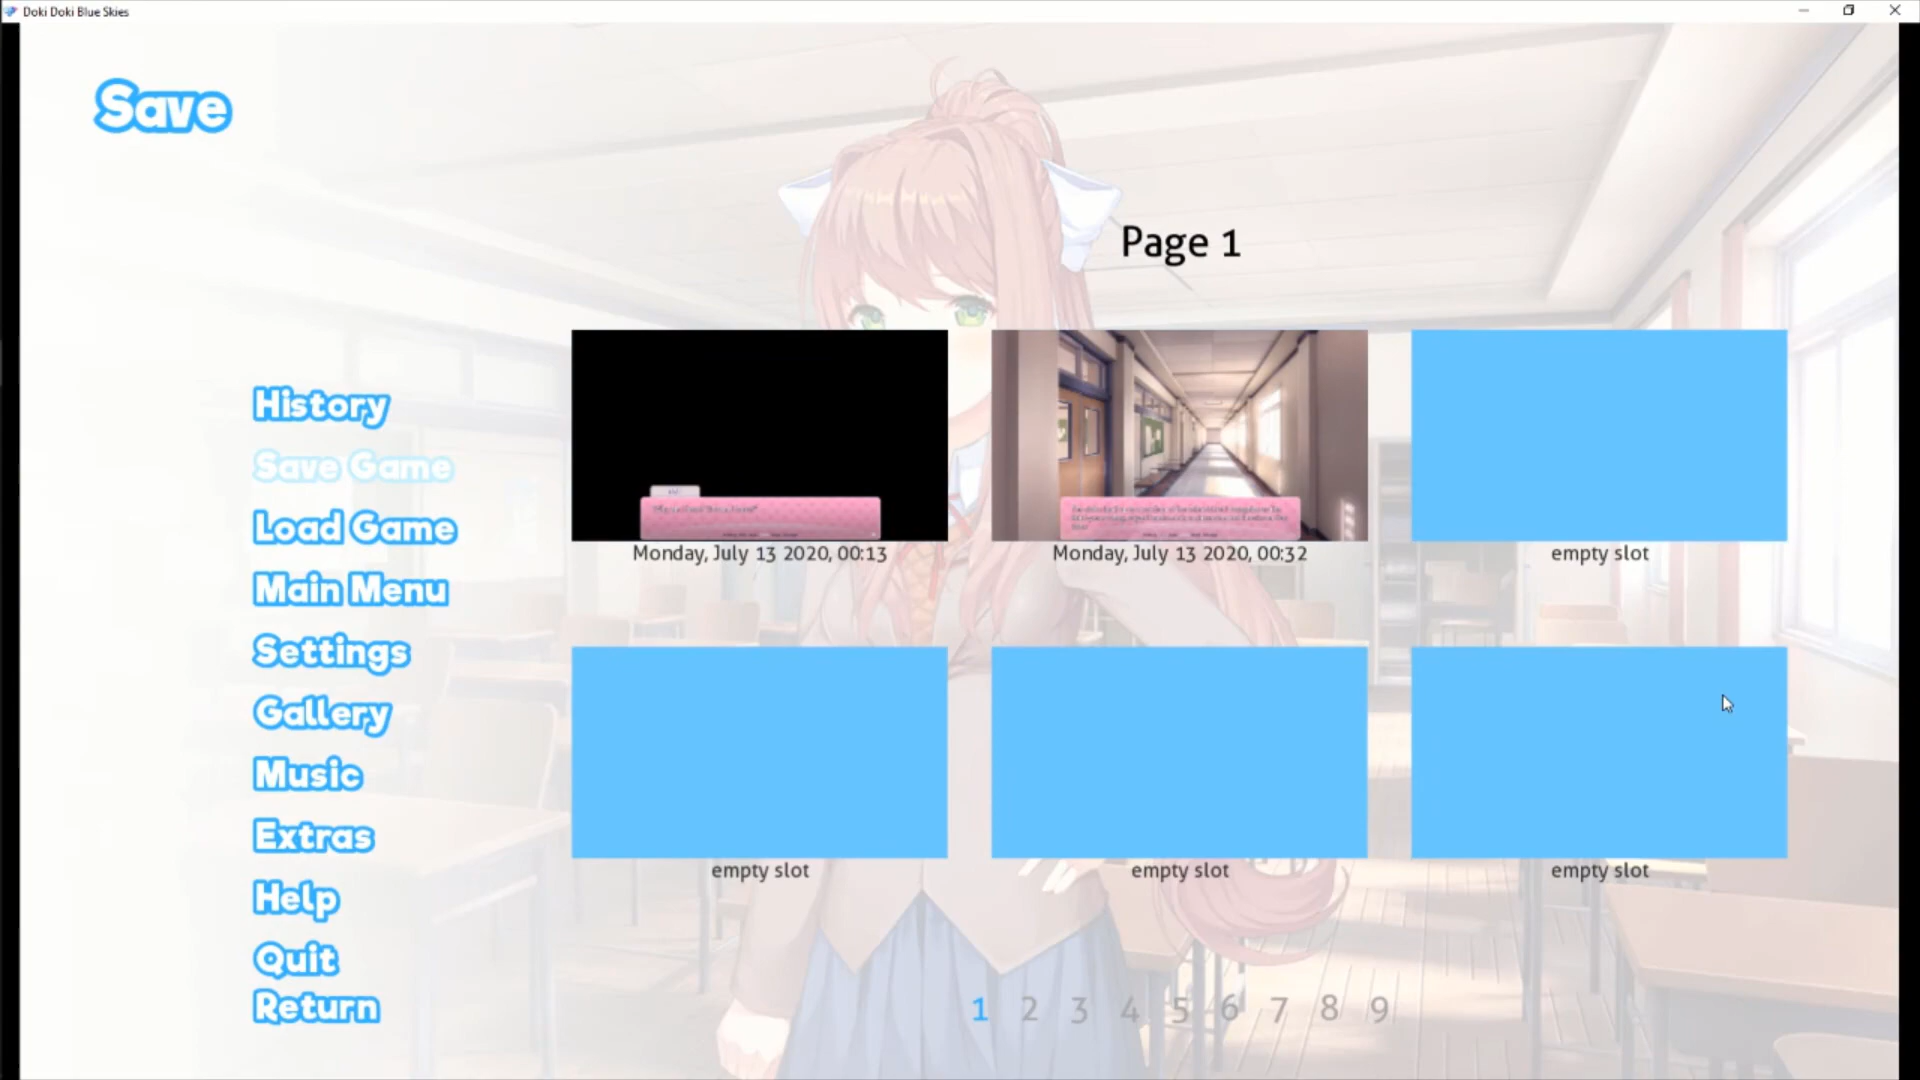 Doki Doki Blue Skies
Save
Page 1
History
Save Game
Load Game
Main Menu
Settings
Gallery
Music
Extras
Help
Quit
Return
Monday, July 13 2020, 00:13
Monday, July 13 2020, 00:32
empty slot
empty slot
empty slot
empty slot
1 2 3 4 5 6 7 8 9